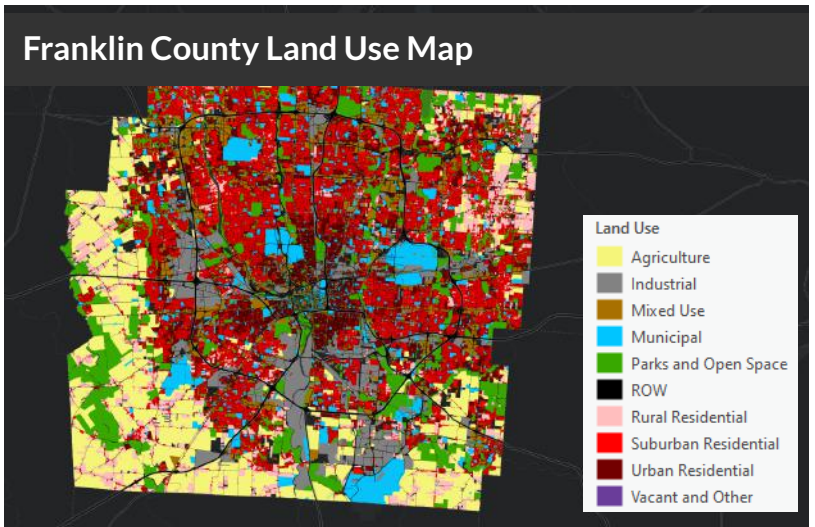 Franklin County Land Use Map
Land Use
Agriculture
Industrial
Mixed Use
Municipal
Parks and Open Space
ROW
Rural Residential
Suburban Residential
Urban Residential
Vacant and Other